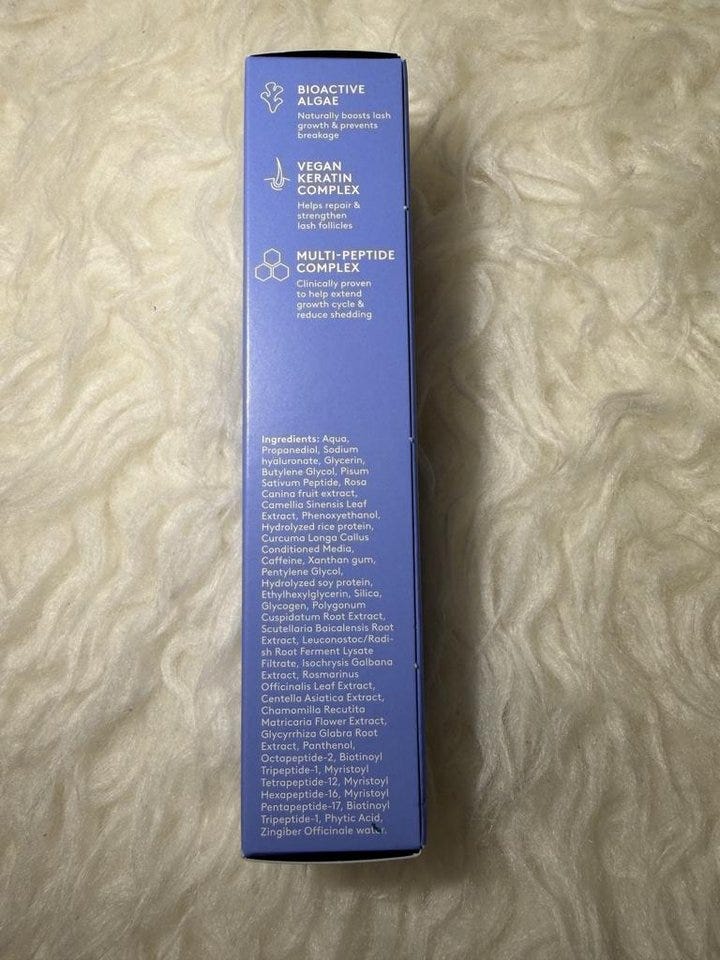 BIOACTIVE
ALGAE
Naturally boosts lash
growth & prevents
breakage
VEGAN
KERATIN
COMPLEX
Helps repair &
strengthen
lash follicles
MULTI-PEPTIDE
COMPLEX
Clinically proven
to help extend
growth cycle &
reduce shedding
Ingredients: Aqua,
Propanediol, Sodium
hyaluronate, Glycerin,
Butylene Glycol, Pisum
Sativum Peptide, Rosa
Canina fruit extract,
Camellia Sinensis Leaf
Extract, Phenoxyethanol,
Hydrolyzed rice protein,
Curcuma Longa Callus
Conditioned Media,
Caffeine, Xanthan gum,
Pentylene Glycol,
Hydrolyzed soy protein,
Ethylhexylglycerin, Silica,
Glycogen, Polygonum
Cuspidatum Root Extract,
Scutellaria Baicalensis Root
Extract, Leuconostoc/Radi-
sh Root Ferment Lysate
Filtrate, Isochrysis Galbana
Extract, Rosmarinus
Officinalis Leaf Extract,
Centella Asiatica Extract,
Chamomilla Recutita
Matricaria Flower Extract,
Glycyrrhiza Glabra Root
Extract, Panthenol,
Octapeptide-2, Biotinoyl
Tripeptide-1, Myristoyl
Tetrapeptide-12, Myristoyl
Hexapeptide-16, Myristoyl
Pentapeptide-17, Biotinoyl
Tripeptide-1, Phytic Acid,
Zingiber Officinale water.